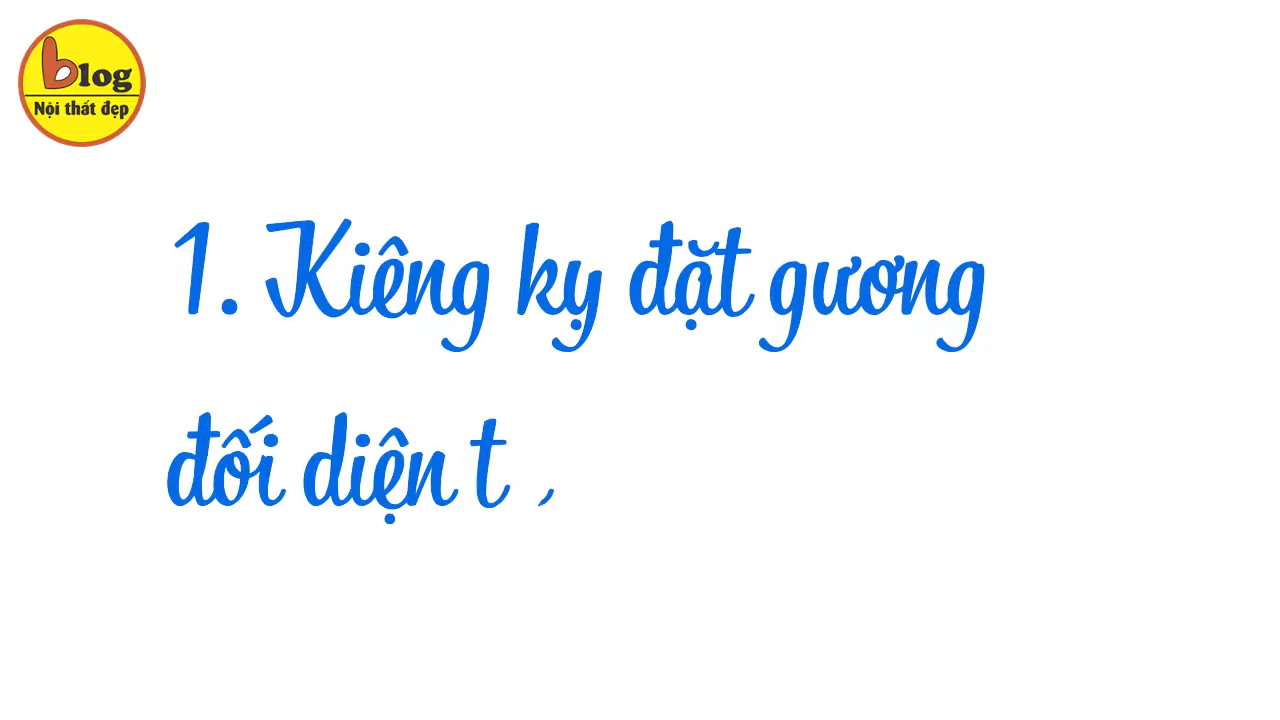 blog
Nội thất đẹp
1. Kiêng kỵ đặt gương
đối diện t